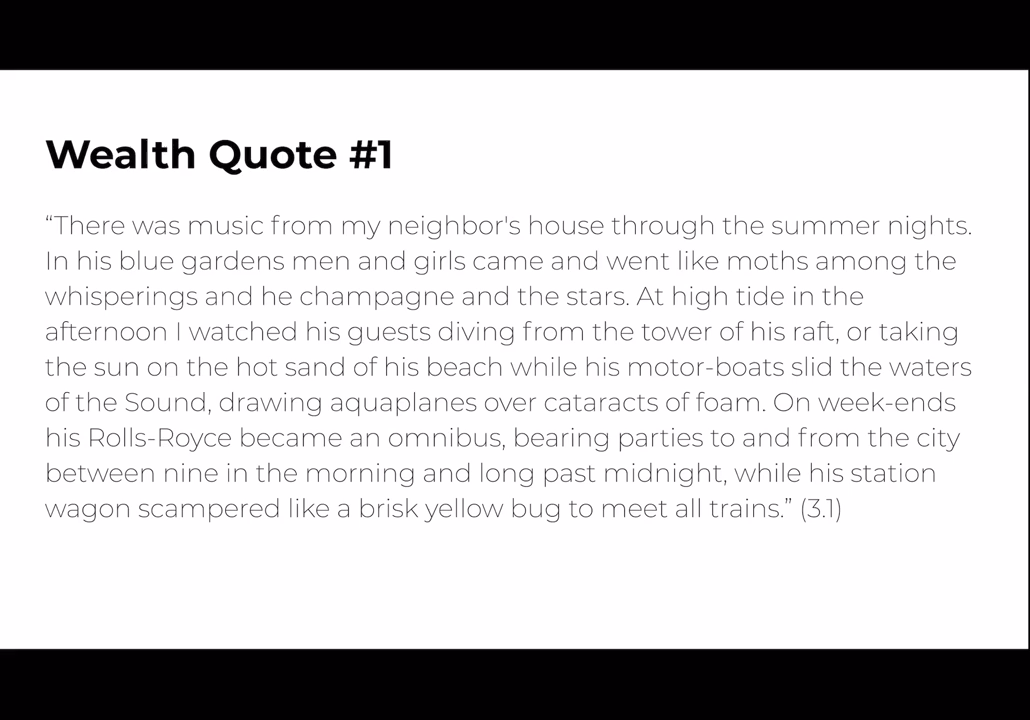 Wealth Quote #1
“There was music from my neighbor's house through the summer nights.
In his blue gardens men and girls came and went like moths among the
whisperings and he champagne and the stars. At high tide in the
afternoon I watched his guests diving from the tower of his raft, or taking
the sun on the hot sand of his beach while his motor-boats slid the waters
of the Sound, drawing aquaplanes over cataracts of foam. On week-ends
his Rolls-Royce became an omnibus, bearing parties to and from the city
between nine in the morning and long past midnight, while his station
wagon scampered like a brisk yellow bug to meet all trains.” (3.1)